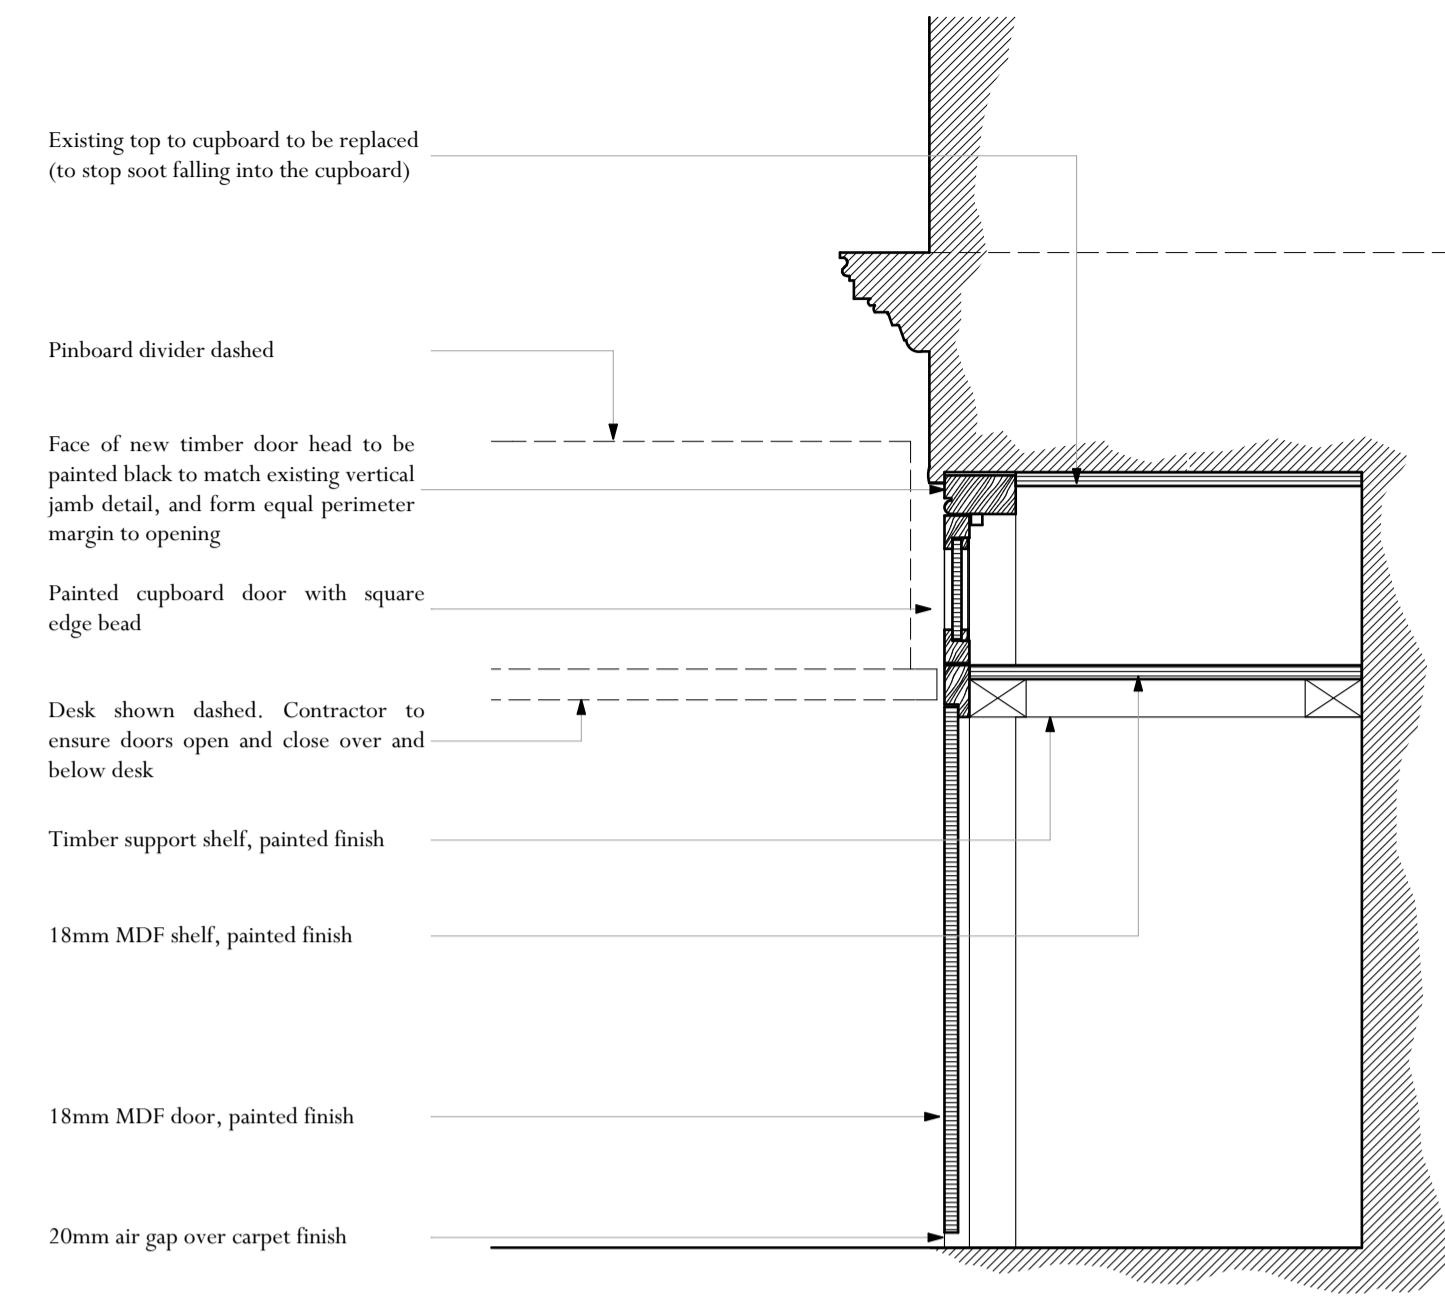 Existing top to cupboard to be replaced
(to stop soot falling into the cupboard)
Pinboard divider dashed
Face of new timber door head to be
painted black to match existing vertical
jamb detail, and form equal perimeter
margin to opening
Painted cupboard door with square
edge bead
Desk shown dashed. Contractor to
ensure doors open and close over and
below desk
Timber support shelf, painted finish
18mm MDF shelf, painted finish
18mm MDF door, painted finish
20mm air gap over carpet finish